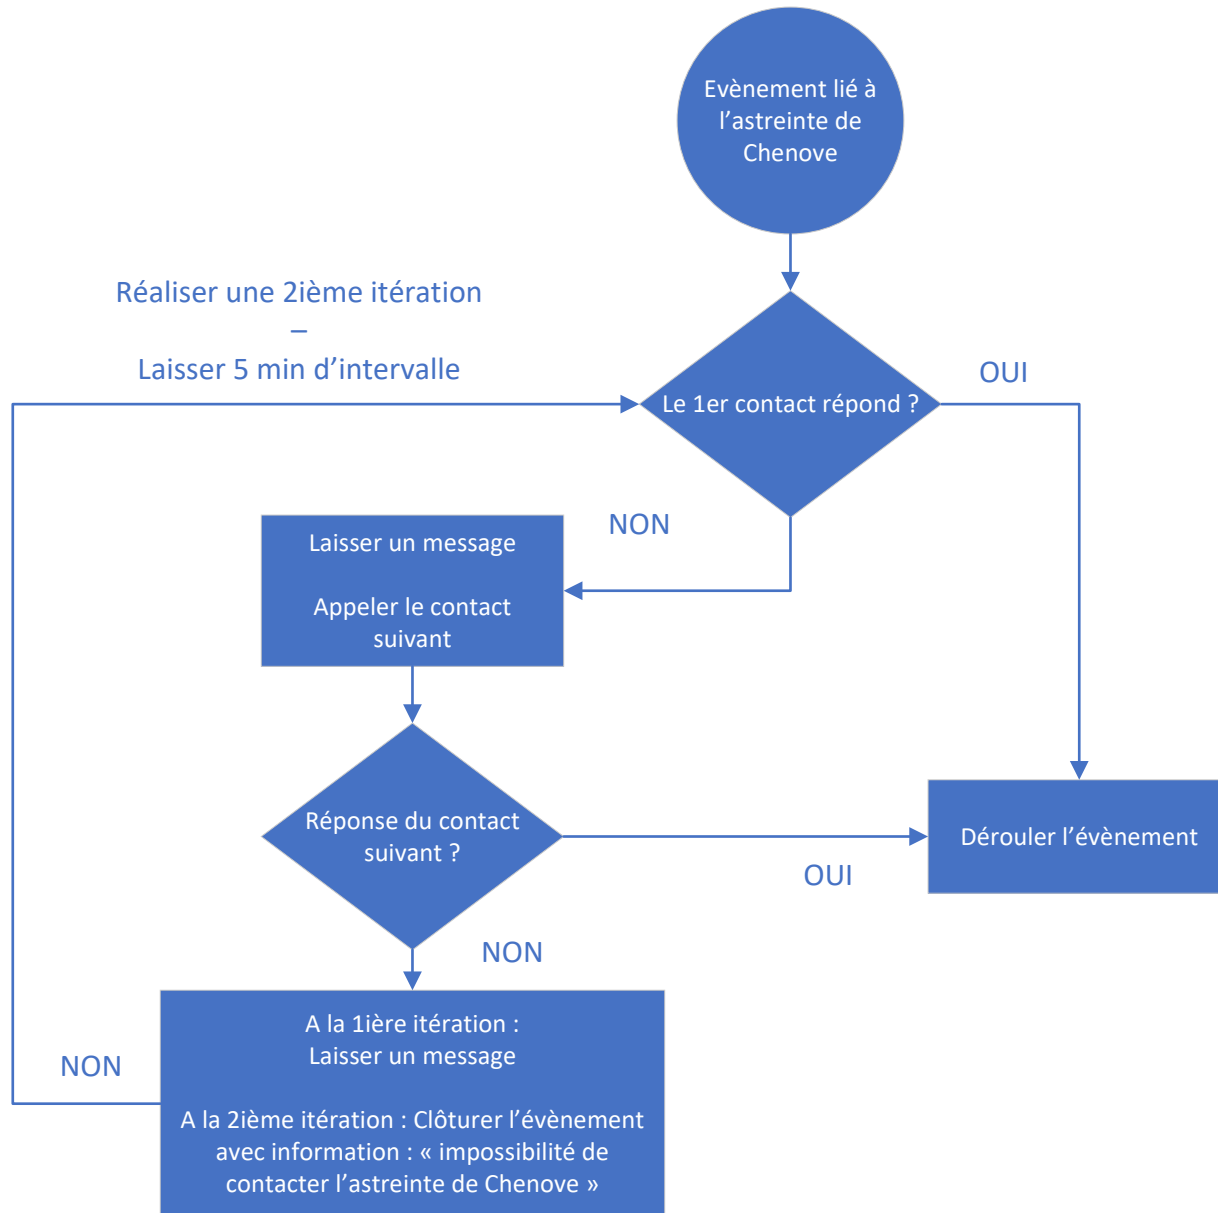 Evènement lié à
l’astreinte de
Chenove
Réaliser une 2ième itération
–
Laisser 5 min d’intervalle
OUI
Le 1er contact répond ?
NON
Laisser un message
Appeler le contact
suivant
Réponse du contact
suivant ?
Dérouler l’évènement
OUI
NON
A la 1ière itération :
Laisser un message
NON
A la 2ième itération : Clôturer l’évènement
avec information : « impossibilité de
contacter l’astreinte de Chenove »